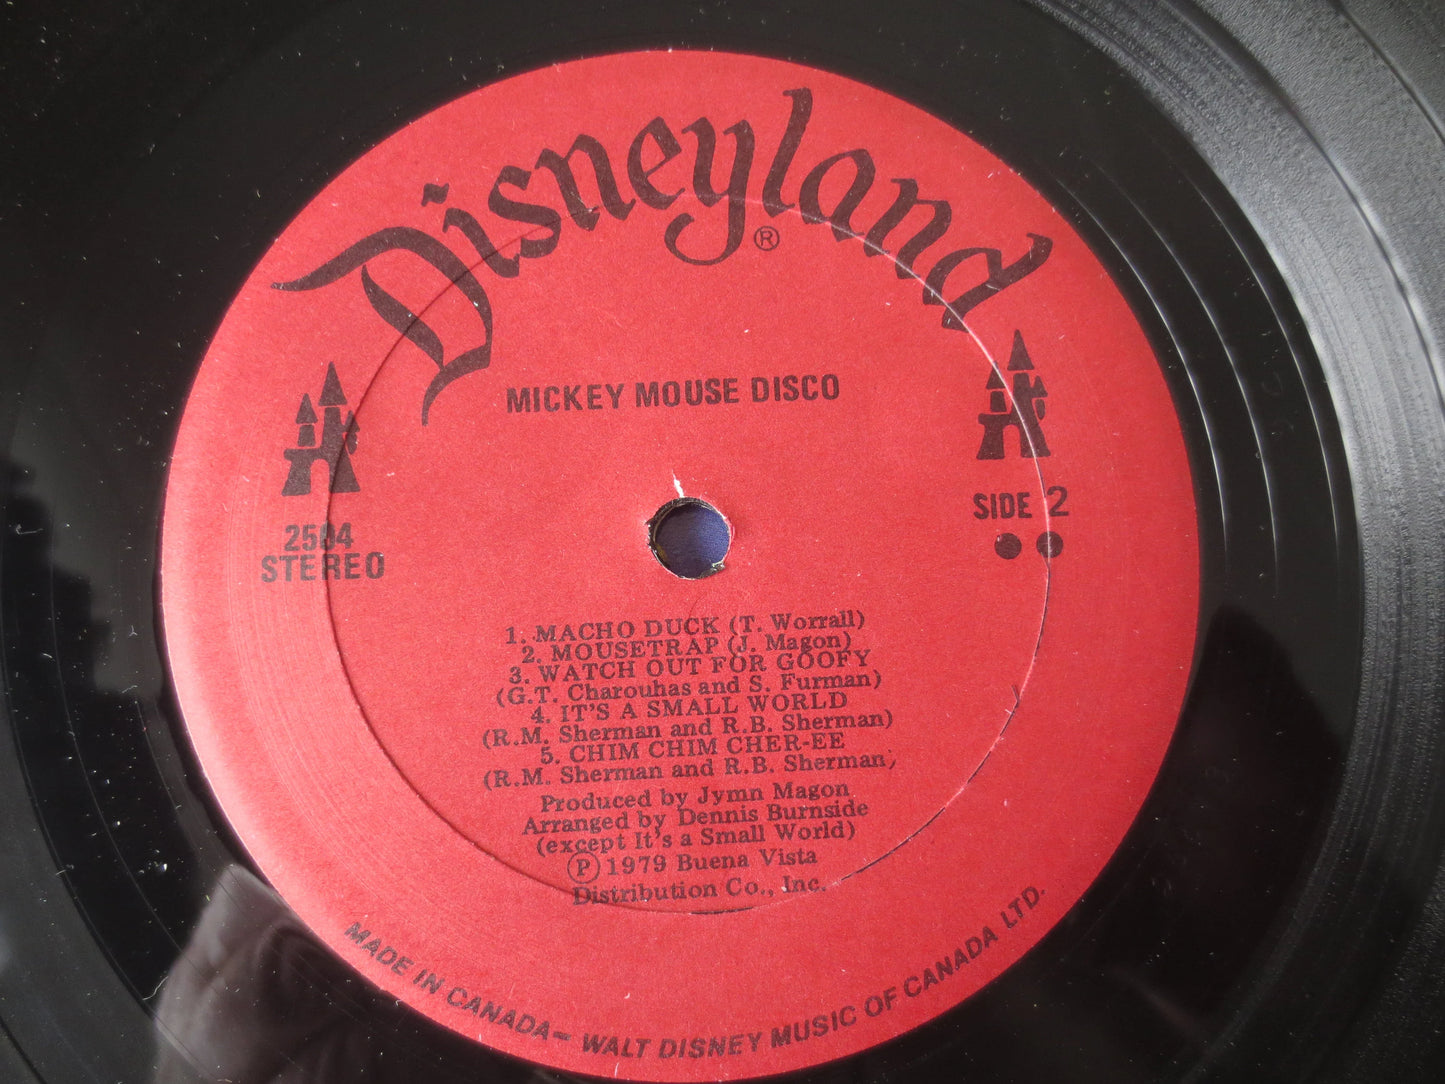 Disneyland
®
MICKEY MOUSE DISCO
2504
STEREO
SIDE 2
1. MACHO DUCK (T. Worrall)
2. MOUSETRAP (J. Magon)
3. WATCH OUT FOR GOOFY
(G.T. Charouhas and S. Furman)
4. IT'S A SMALL WORLD
(R.M. Sherman and R.B. Sherman)
5. CHIM CHIM CHER-EE
(R.M. Sherman and R.B. Sherman)
Produced by Jymn Magon
Arranged by Dennis Burnside
(except It's a Small World)
Ⓟ 1979 Buena Vista
Distribution Co., Inc.
MADE IN CANADA – WALT DISNEY MUSIC OF CANADA LTD.